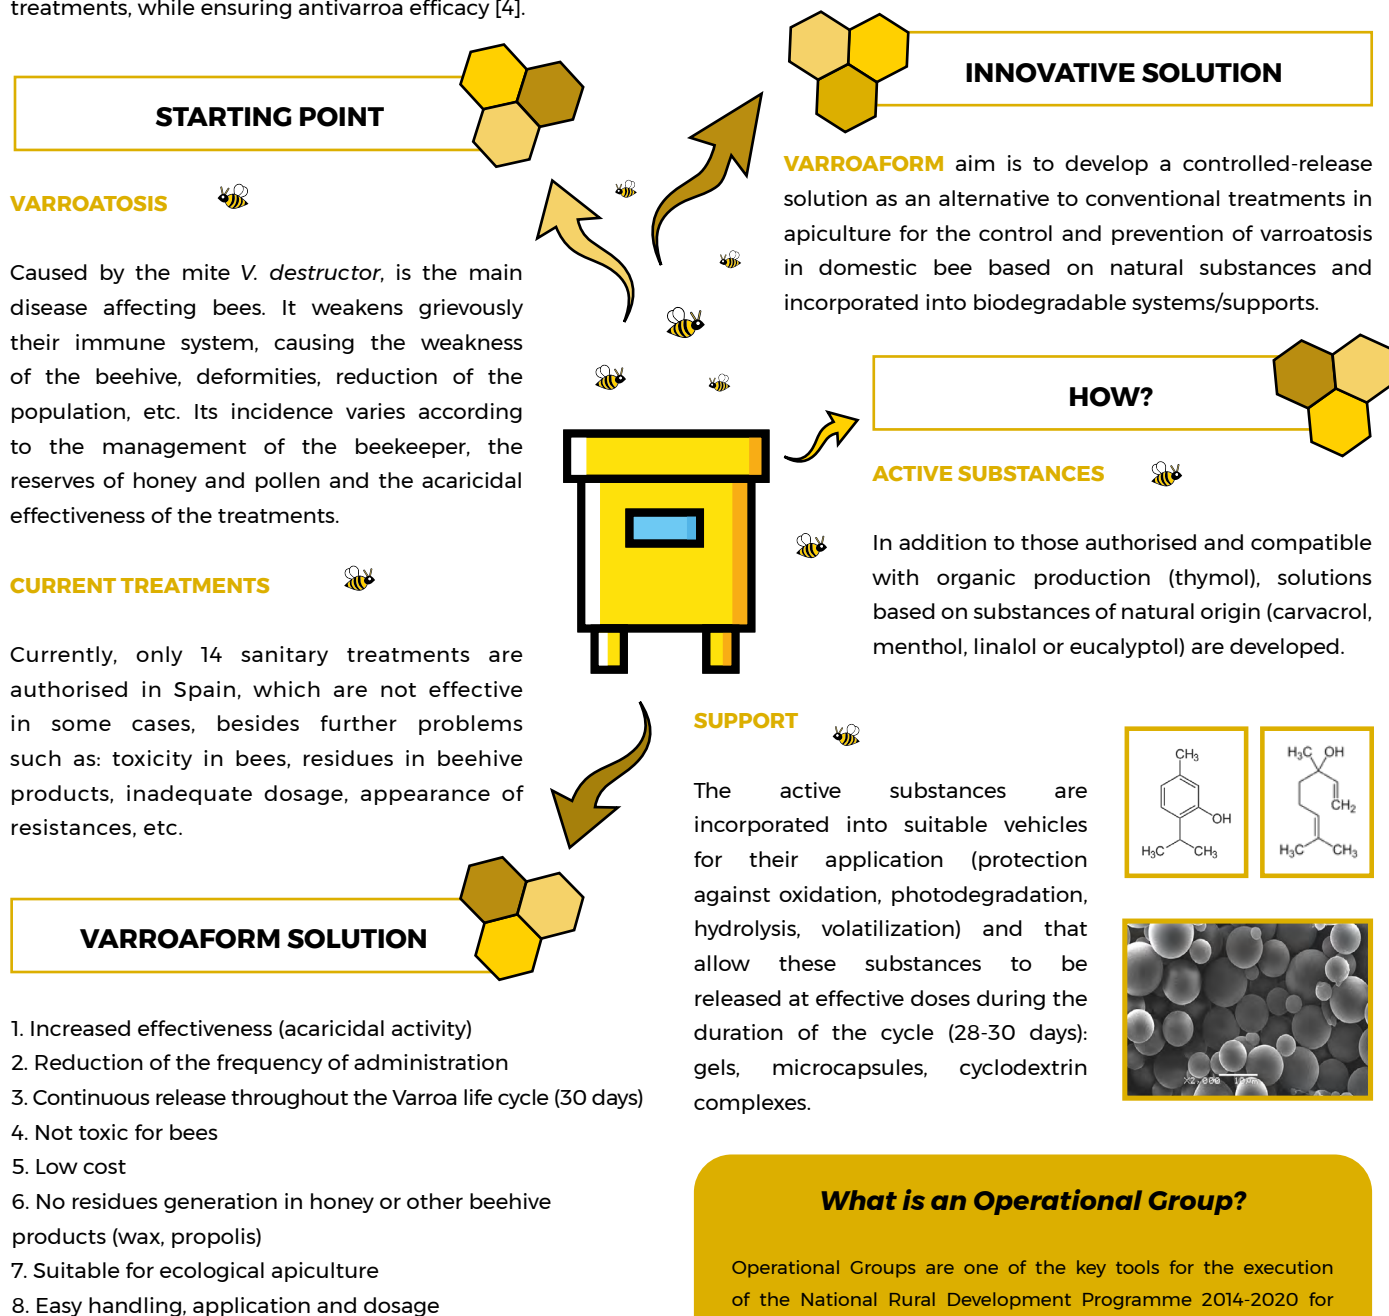 treatments, while ensuring antivarroa efficacy [4].
STARTING POINT
VARROATOSIS
Caused by the mite V. destructor, is the main
disease affecting bees. It weakens grievously
their immune system, causing the weakness
of the beehive, deformities, reduction of the
population, etc. Its incidence varies according
to the management of the beekeeper, the
reserves of honey and pollen and the acaricidal
effectiveness of the treatments.
CURRENT TREATMENTS
Currently, only 14 sanitary treatments are
authorised in Spain, which are not effective
in some cases, besides further problems
such as: toxicity in bees, residues in beehive
products, inadequate dosage, appearance of
resistances, etc.
VARROAFORM SOLUTION
1. Increased effectiveness (acaricidal activity)
2. Reduction of the frequency of administration
3. Continuous release throughout the Varroa life cycle (30 days)
4. Not toxic for bees
5. Low cost
6. No residues generation in honey or other beehive
products (wax, propolis)
7. Suitable for ecological apiculture
8. Easy handling, application and dosage
INNOVATIVE SOLUTION
VARROAFORM aim is to develop a controlled-release
solution as an alternative to conventional treatments in
apiculture for the control and prevention of varroatosis
in domestic bee based on natural substances and
incorporated into biodegradable systems/supports.
HOW?
ACTIVE SUBSTANCES
In addition to those authorised and compatible
with organic production (thymol), solutions
based on substances of natural origin (carvacrol,
menthol, linalol or eucalyptol) are developed.
SUPPORT
The active substances are
incorporated into suitable vehicles
for their application (protection
against oxidation, photodegradation,
hydrolysis, volatilization) and that
allow these substances to be
released at effective doses during the
duration of the cycle (28-30 days):
gels, microcapsules, cyclodextrin
complexes.
CH₃
OH
H₃C CH₃
H₃C OH
CH₂
H₃C CH₃
X2,000 10μm
What is an Operational Group?
Operational Groups are one of the key tools for the execution
of the National Rural Development Programme 2014-2020 for